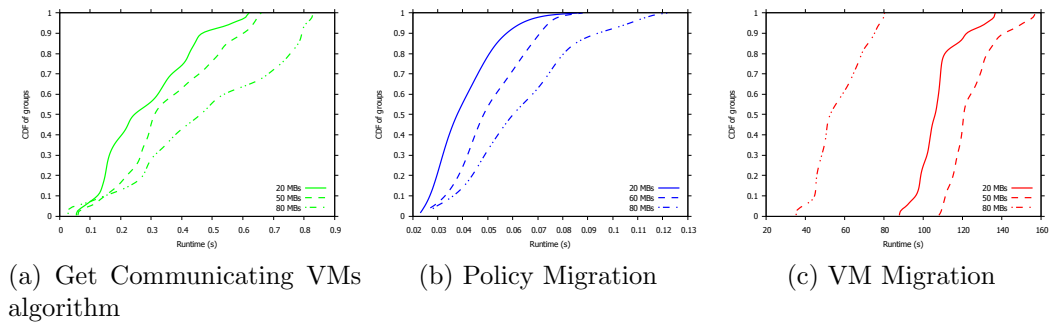 1
0.9
0.8
0.7
0.6
0.5
0.4
0.3
0.2
0.1
0
CDF of groups
0 0.1 0.2 0.3 0.4 0.5 0.6 0.7 0.8 0.9
Runtime (s)
20 MBs
50 MBs
80 MBs
(a) Get Communicating VMs
algorithm
1
0.9
0.8
0.7
0.6
0.5
0.4
0.3
0.2
0.1
0
CDF of groups
0.02 0.03 0.04 0.05 0.06 0.07 0.08 0.09 0.1 0.11 0.12 0.13
Runtime (s)
20 MBs
60 MBs
80 MBs
(b) Policy Migration
1
0.9
0.8
0.7
0.6
0.5
0.4
0.3
0.2
0.1
0
CDF of groups
20 40 60 80 100 120 140 160
Runtime (s)
20 MBs
50 MBs
80 MBs
(c) VM Migration